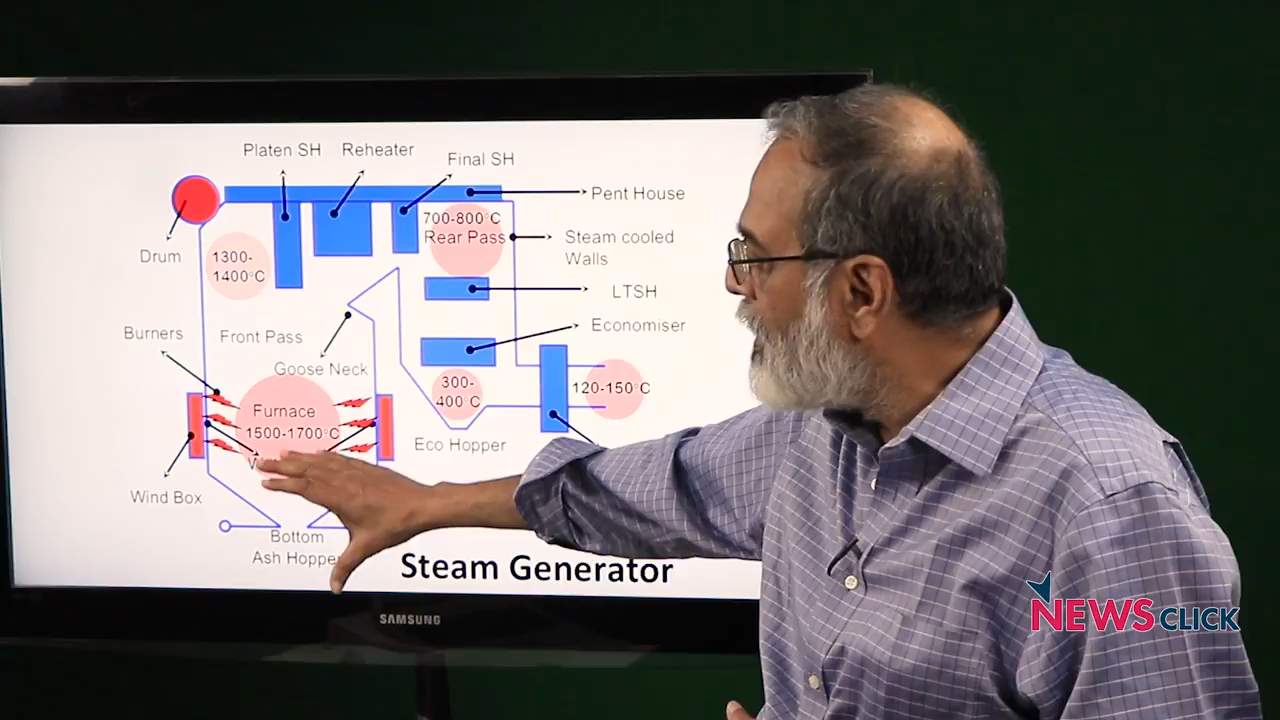 Platen SH
Reheater
Final SH
Pent House
700-800°C
Rear Pass
Steam cooled
Walls
Drum
1300-
1400°C
LTSH
Economiser
Burners
Front Pass
Goose Neck
300-
400°C
120-150°C
Furnace
1500-1700°C
Eco Hopper
Wind Box
Bottom
Ash Hopper
Steam Generator
SAMSUNG
NEWSCLICK